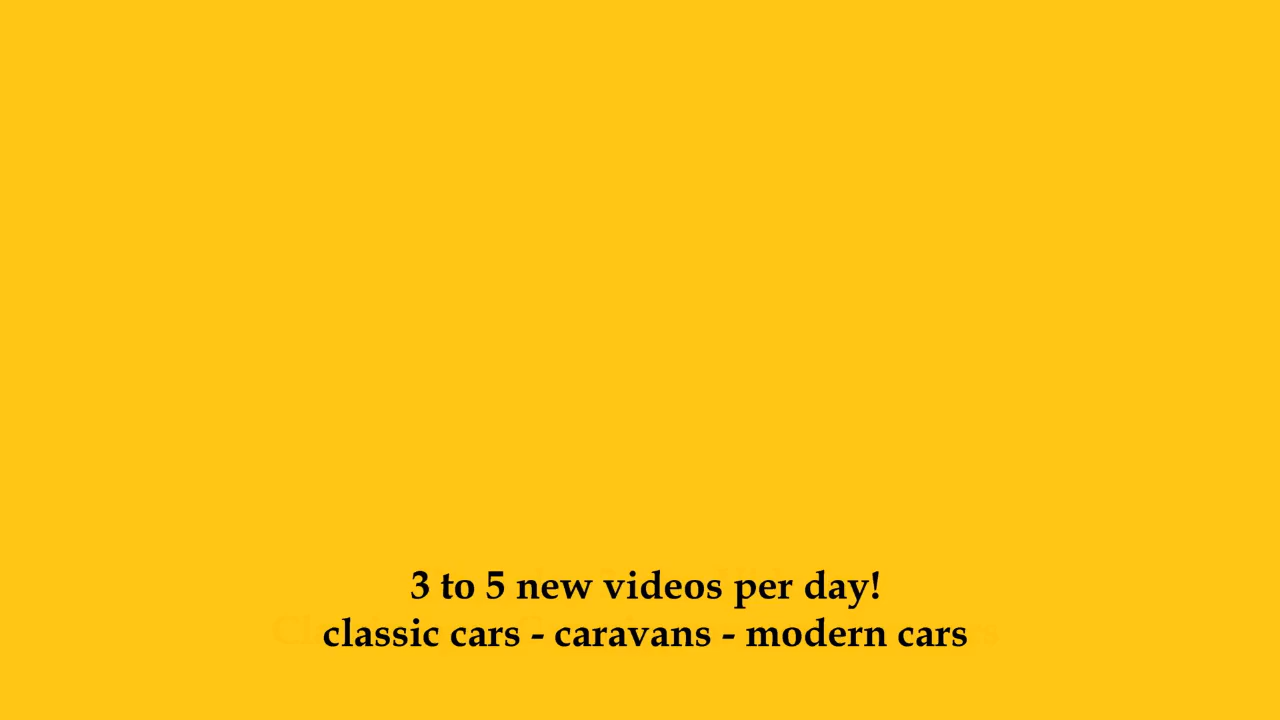 3 to 5 new videos per day!
classic cars - caravans - modern cars